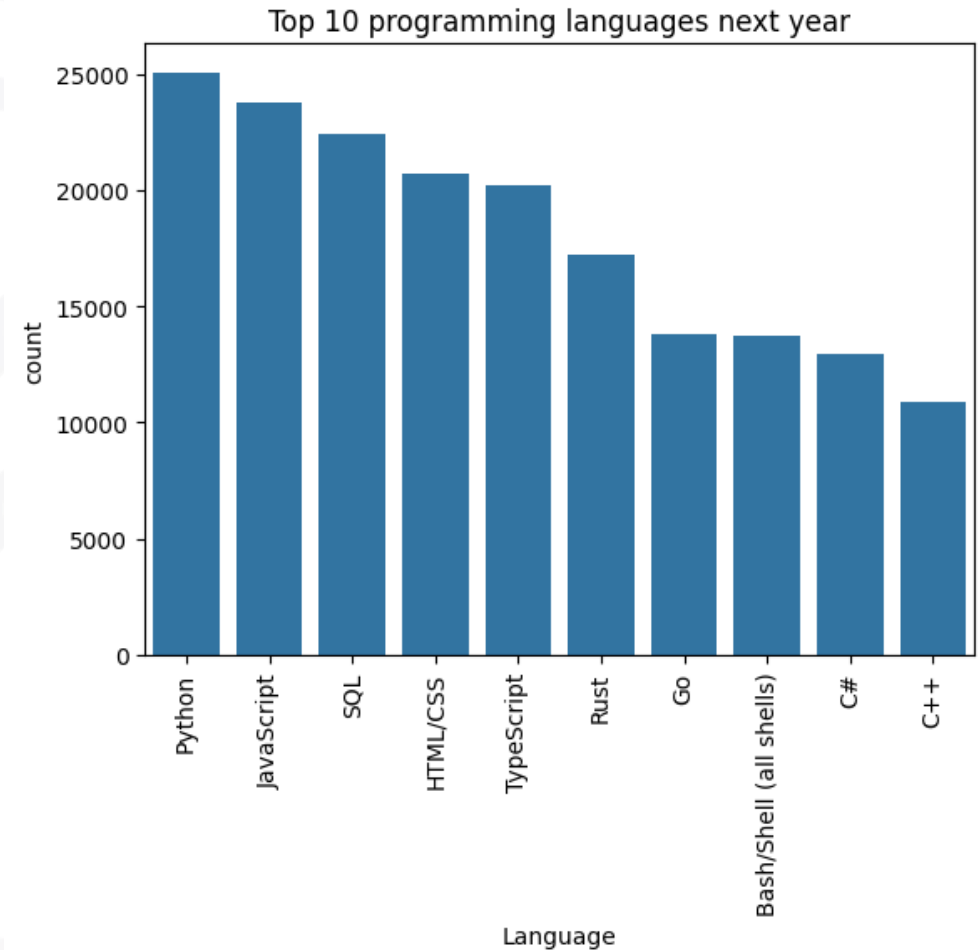 Top 10 programming languages next year
25000
20000
15000
10000
5000
0
count
Python
JavaScript
SQL
HTML/CSS
TypeScript
Rust
Go
Bash/Shell (all shells)
C#
C++
Language